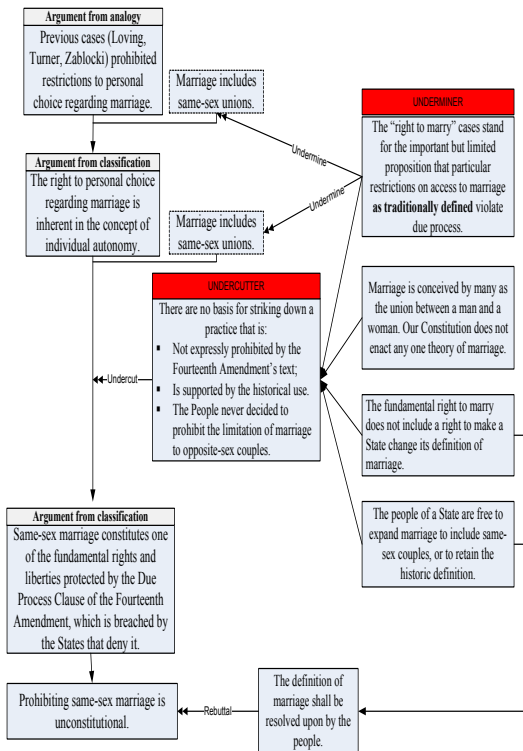 Argument from analogy
Previous cases (Loving,
Turner, Zablocki) prohibited
restrictions to personal
choice regarding marriage.
Marriage includes
same-sex unions.
UNDERMINER
The “right to marry” cases stand
for the important but limited
proposition that particular
restrictions on access to marriage
as traditionally defined violate
due process.
Undermine
Undermine
Argument from classification
The right to personal choice
regarding marriage is
inherent in the concept of
individual autonomy.
Marriage includes
same-sex unions.
UNDERCUTTER
There are no basis for striking down a
practice that is:
▪ Not expressly prohibited by the
Fourteenth Amendment’s text;
▪ Is supported by the historical use.
▪ The People never decided to
prohibit the limitation of marriage
to opposite-sex couples.
Undercut
Marriage is conceived by many as
the union between a man and a
woman. Our Constitution does not
enact any one theory of marriage.
The fundamental right to marry
does not include a right to make a
State change its definition of
marriage.
The people of a State are free to
expand marriage to include same-
sex couples, or to retain the
historic definition.
Argument from classification
Same-sex marriage constitutes one
of the fundamental rights and
liberties protected by the Due
Process Clause of the Fourteenth
Amendment, which is breached by
the States that deny it.
Prohibiting same-sex marriage is
unconstitutional.
Rebuttal
The definition of
marriage shall be
resolved upon by the
people.